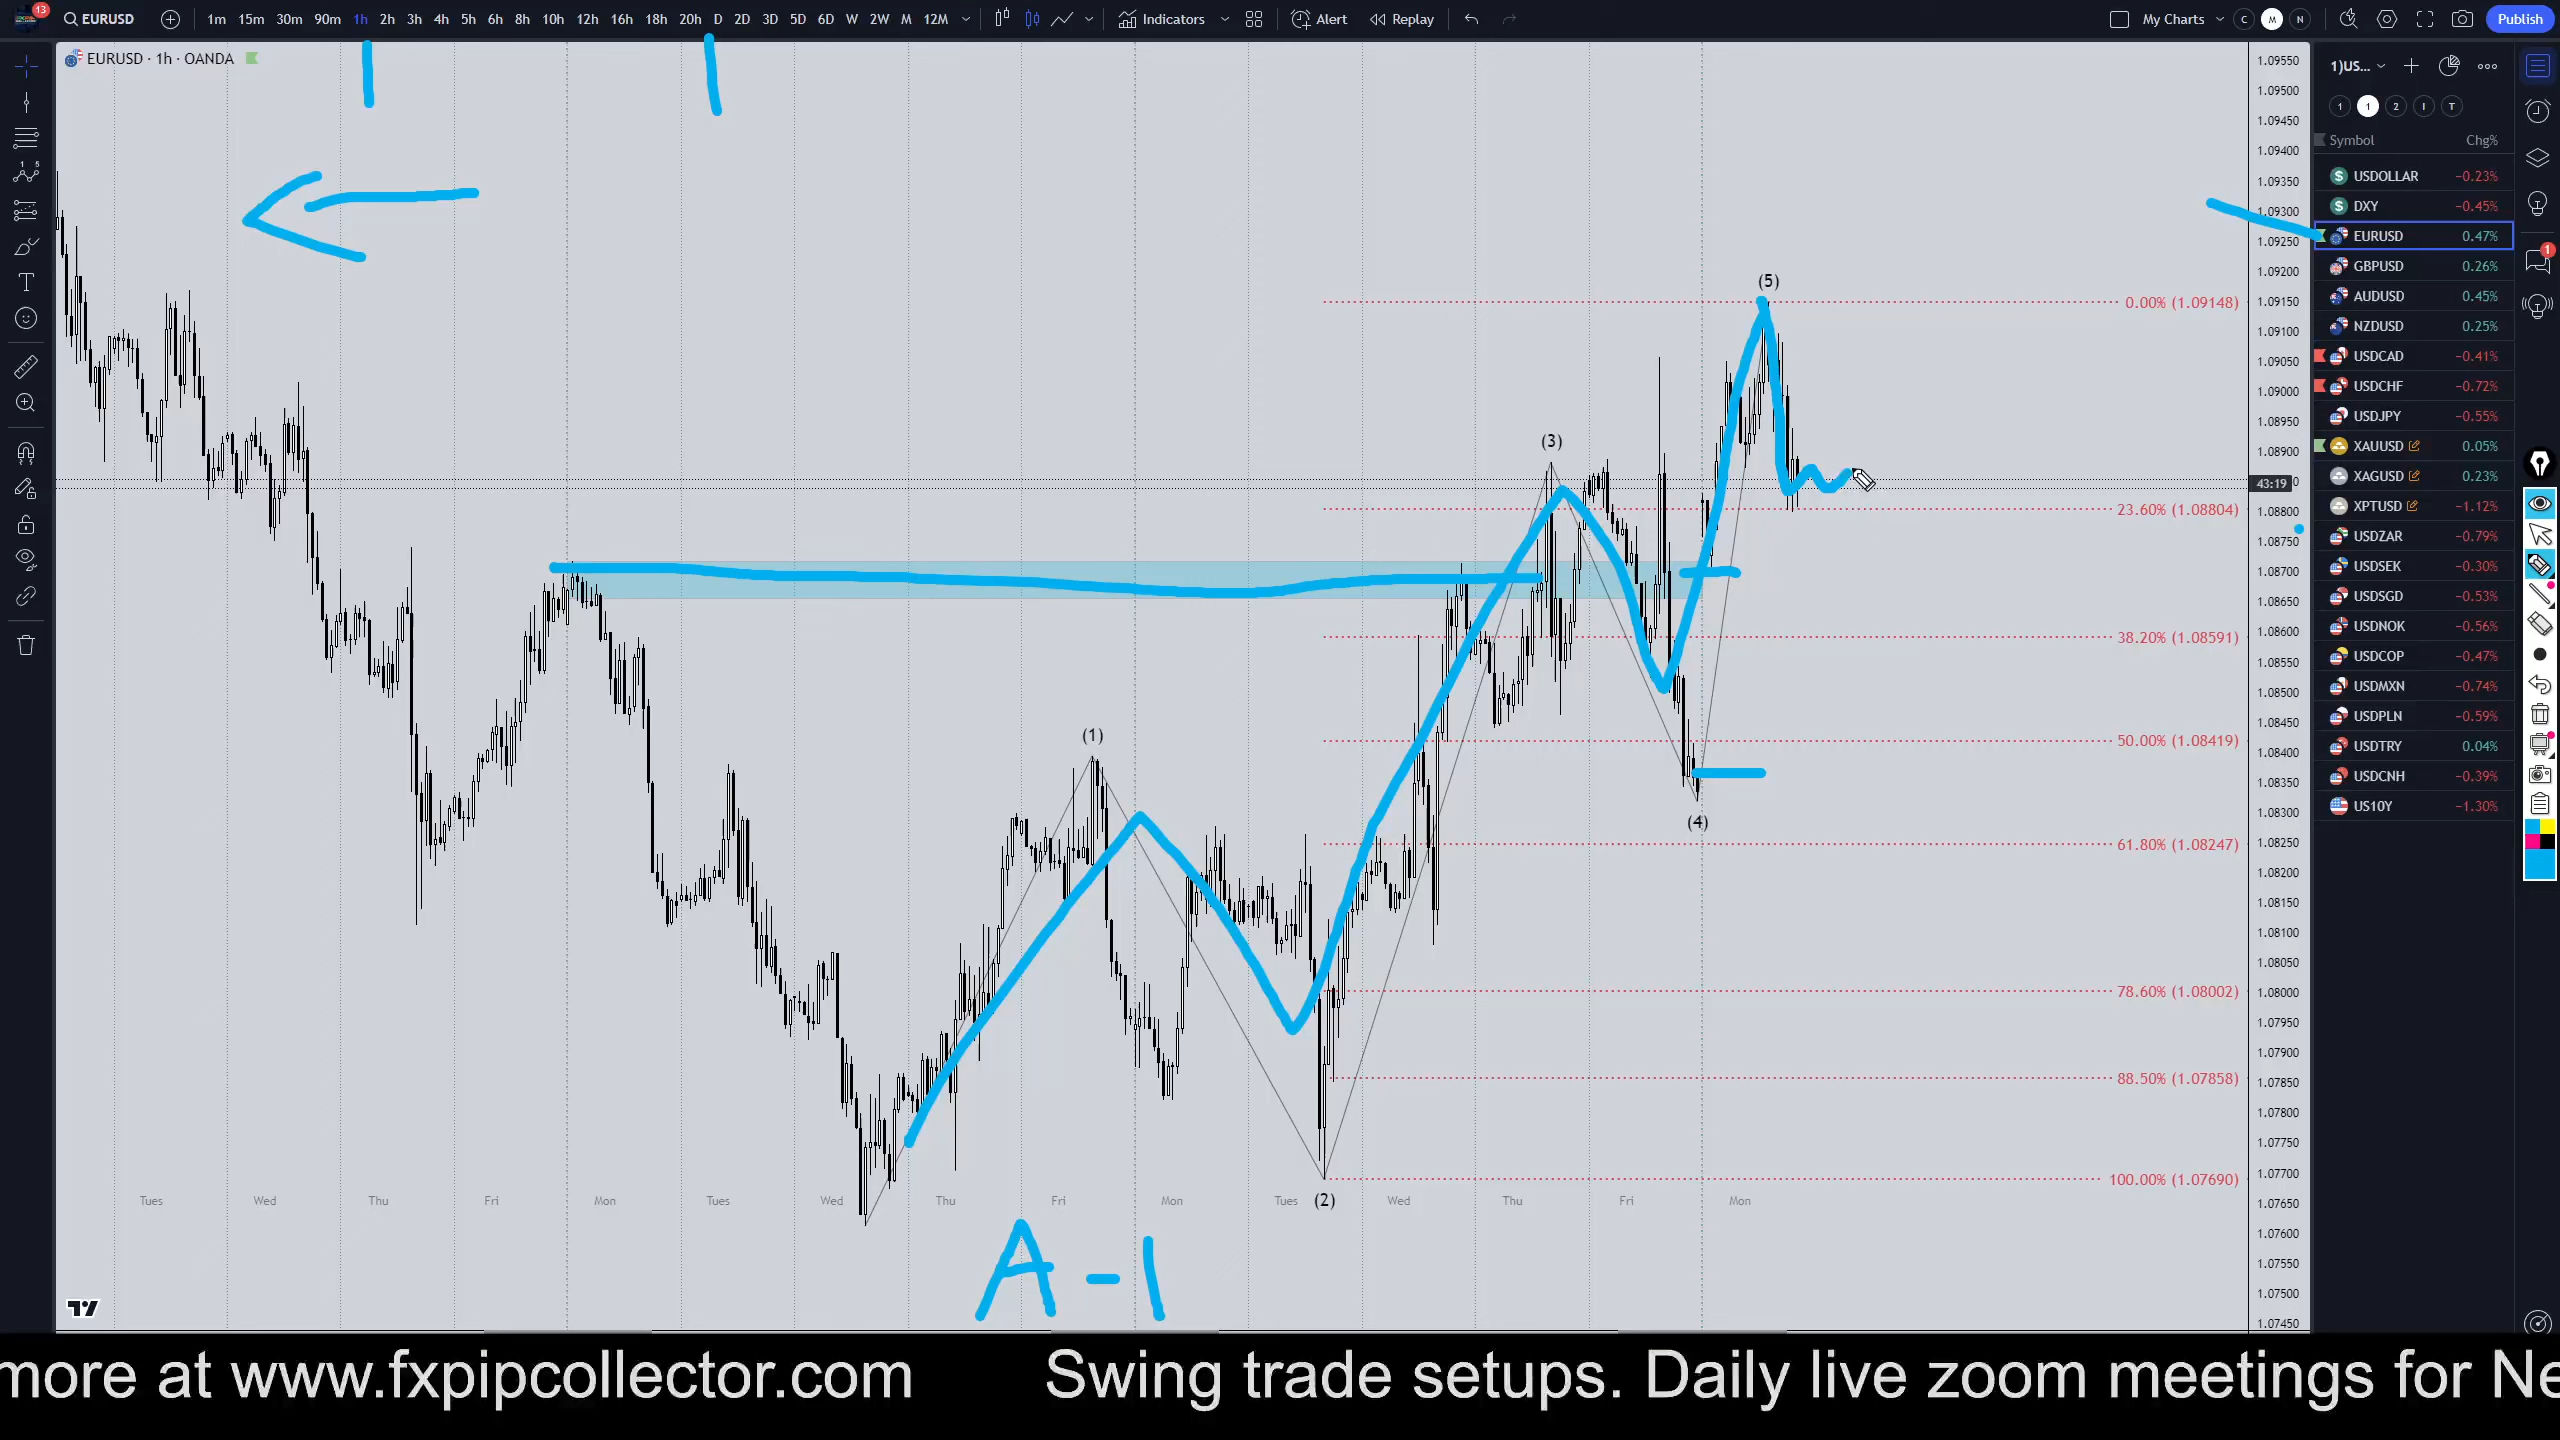 13
EURUSD
1m 15m 30m 90m 1h 2h 3h 4h 5h 6h 8h 10h 12h 16h 18h 20h D 2D 3D 5D 6D W 2W M 12M
Indicators
Alert
Replay
My Charts
C M N
Publish
EURUSD · 1h · OANDA
1.09550
1.09500
1.09450
1.09400
1.09350
1.09300
1.09250
1.09200
1.09150
1.09100
1.09050
1.09000
1.08950
1.08900
43:19
1.08800
1.08750
1.08700
1.08650
1.08600
1.08550
1.08500
1.08450
1.08400
1.08350
1.08300
1.08250
1.08200
1.08150
1.08100
1.08050
1.08000
1.07950
1.07900
1.07850
1.07800
1.07750
1.07700
1.07650
1.07600
1.07550
1.07500
1.07450
(1)
(2)
(3)
(4)
(5)
0.00% (1.09148)
23.60% (1.08804)
38.20% (1.08591)
50.00% (1.08419)
61.80% (1.08247)
78.60% (1.08002)
88.50% (1.07858)
100.00% (1.07690)
Tues Wed Thu Fri Mon Tues Wed Thu Fri Mon Tues Wed Thu Fri Mon
A-1
1)US...
1 1 2 I T
Symbol Chg%
USDOLLAR −0.23%
DXY −0.45%
EURUSD 0.47%
GBPUSD 0.26%
AUDUSD 0.45%
NZDUSD 0.25%
USDCAD −0.41%
USDCHF −0.72%
USDJPY −0.55%
XAUUSD 0.05%
XAGUSD 0.23%
XPTUSD −1.12%
USDZAR −0.79%
USDSEK −0.30%
USDSGD −0.53%
USDNOK −0.56%
USDCOP −0.47%
USDMXN −0.74%
USDPLN −0.59%
USDTRY 0.04%
USDCNH −0.39%
US10Y −1.30%
1
more at www.fxpipcollector.com Swing trade setups. Daily live zoom meetings for Ne